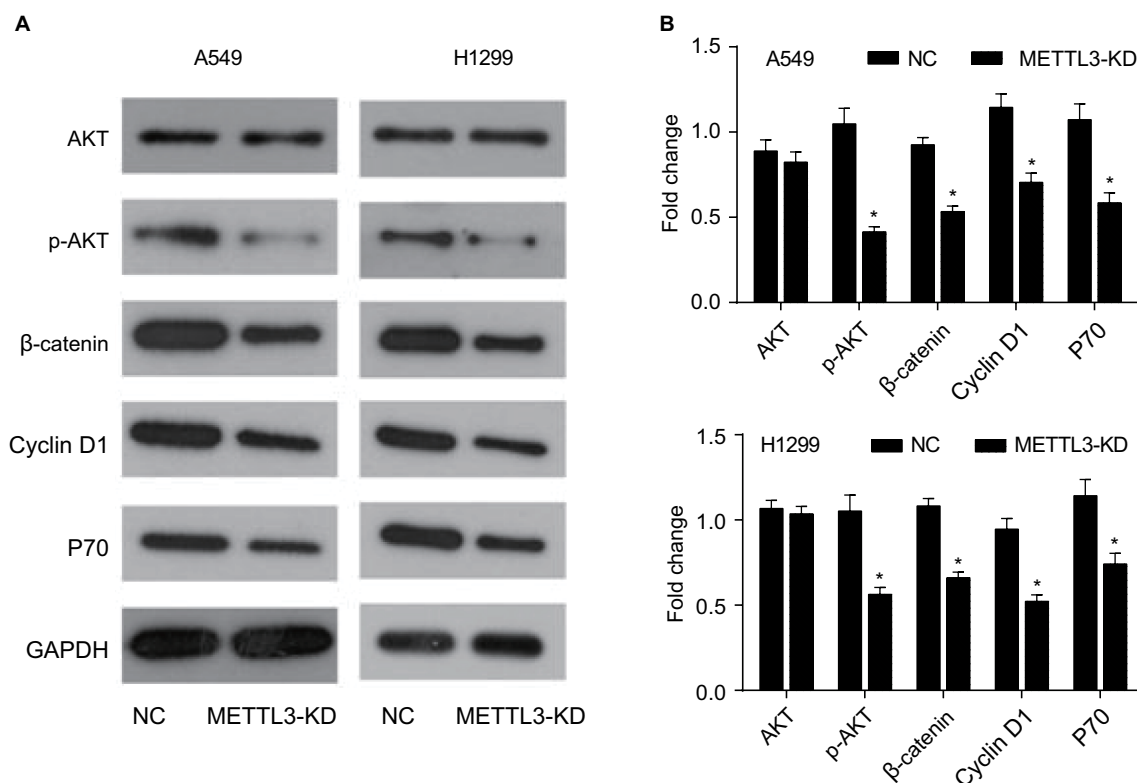 A
A549
H1299
AKT
p-AKT
β-catenin
Cyclin D1
P70
GAPDH
NC METTL3-KD NC METTL3-KD
B
A549 NC METTL3-KD
Fold change
1.5
1.0
0.5
0.0
* * * *
AKT
p-AKT
β-catenin
Cyclin D1
P70
H1299 NC METTL3-KD
Fold change
1.5
1.0
0.5
0.0
* * * *
AKT
p-AKT
β-catenin
Cyclin D1
P70